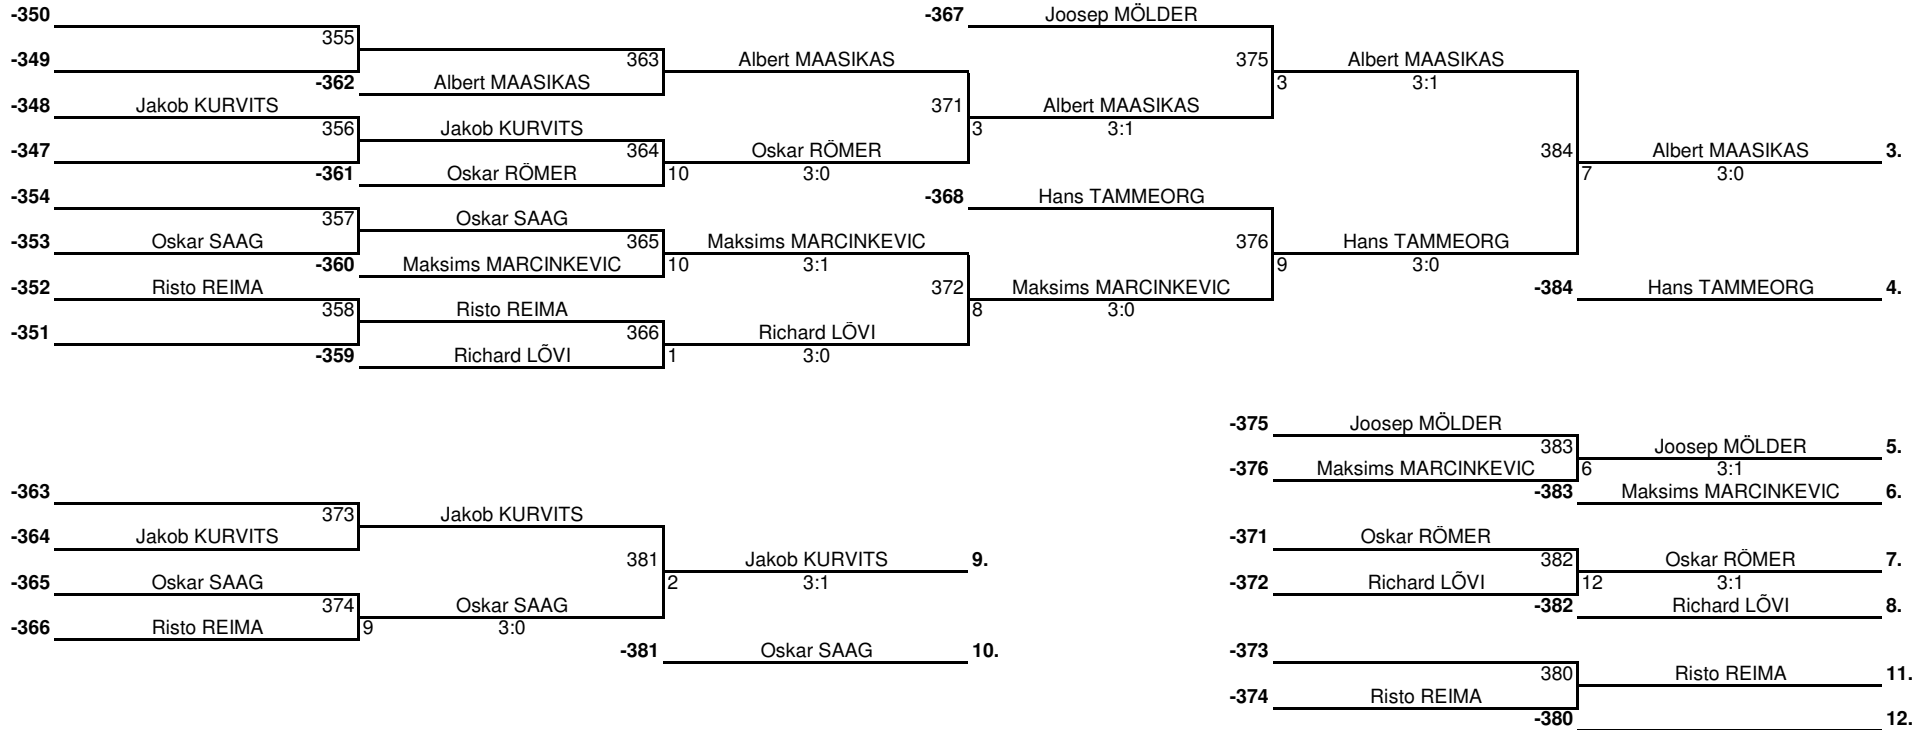 -350 -367 Joosep MÖLDER
355
-349 363 Albert MAASIKAS 375 Albert MAASIKAS
-362 Albert MAASIKAS 3 3:1
-348 Jakob KURVITS 371 Albert MAASIKAS
356 Jakob KURVITS 3 3:1
-347 364 Oskar RÖMER 384 Albert MAASIKAS 3.
-361 Oskar RÖMER 10 3:0 7 3:0
-354 -368 Hans TAMMEORG
357 Oskar SAAG
-353 Oskar SAAG 365 Maksims MARCINKEVIC 376 Hans TAMMEORG
-360 Maksims MARCINKEVIC 10 3:1 9 3:0
-352 Risto REIMA 372 Maksims MARCINKEVIC -384 Hans TAMMEORG 4.
358 Risto REIMA 8 3:0
-351 366 Richard LÕVI
-359 Richard LÕVI 1 3:0
-375 Joosep MÖLDER
383 Joosep MÖLDER 5.
-376 Maksims MARCINKEVIC 6 3:1
-363 -383 Maksims MARCINKEVIC 6.
373 Jakob KURVITS
-364 Jakob KURVITS -371 Oskar RÖMER
381 Jakob KURVITS 9. 382 Oskar RÖMER 7.
-365 Oskar SAAG 2 3:1 -372 Richard LÕVI 12 3:1
374 Oskar SAAG -382 Richard LÕVI 8.
-366 Risto REIMA 9 3:0
-381 Oskar SAAG 10. -373
380 Risto REIMA 11.
-374 Risto REIMA
-380 12.